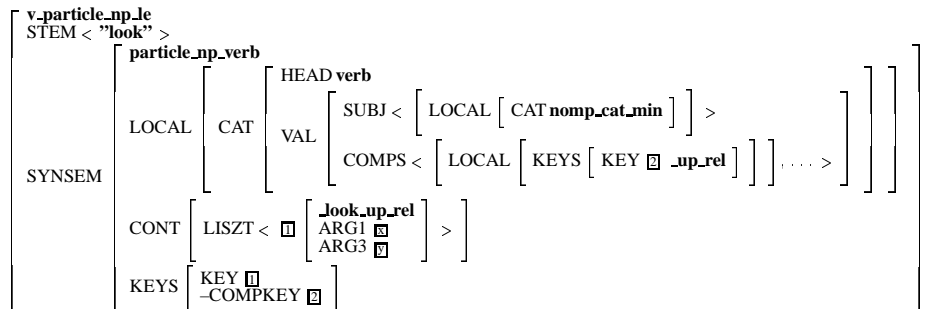 v_particle_np_le
STEM < "look" >
particle_np_verb
HEAD verb
SUBJ < [ LOCAL [ CAT nomp_cat_min ] ] >
LOCAL CAT VAL
COMPS < [ LOCAL [ KEYS [ KEY 2 _up_rel ] ] ], . . . >
SYNSEM
_look_up_rel
CONT [ LISZT < 1 ARG1 x >
ARG3 y
KEYS KEY 1
–COMPKEY 2